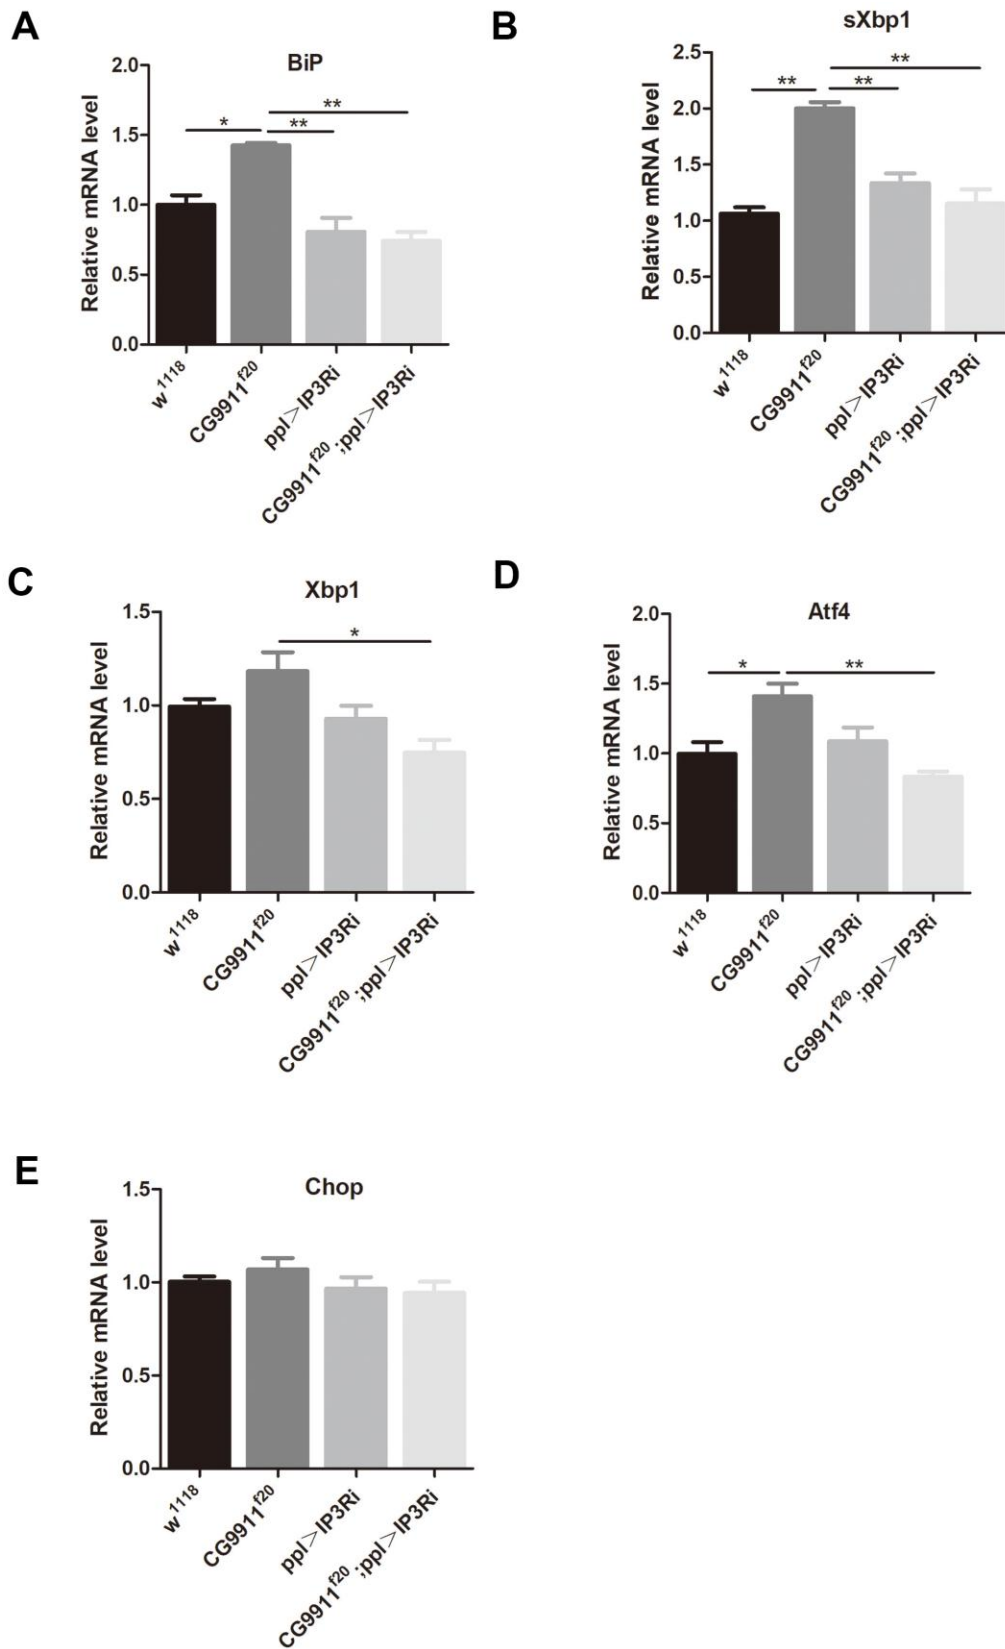 A
BiP
Relative mRNA level
2.0
1.5
1.0
0.5
0.0
*
**
**
w1118
CG9911f20
ppl>IP3Ri
CG9911f20;ppl>IP3Ri
B
sXbp1
Relative mRNA level
2.5
2.0
1.5
1.0
0.5
0.0
**
**
**
w1118
CG9911f20
ppl>IP3Ri
CG9911f20;ppl>IP3Ri
C
Xbp1
Relative mRNA level
1.5
1.0
0.5
0.0
*
w1118
CG9911f20
ppl>IP3Ri
CG9911f20;ppl>IP3Ri
D
Atf4
Relative mRNA level
2.0
1.5
1.0
0.5
0.0
*
**
w1118
CG9911f20
ppl>IP3Ri
CG9911f20;ppl>IP3Ri
E
Chop
Relative mRNA level
1.5
1.0
0.5
0.0
w1118
CG9911f20
ppl>IP3Ri
CG9911f20;ppl>IP3Ri